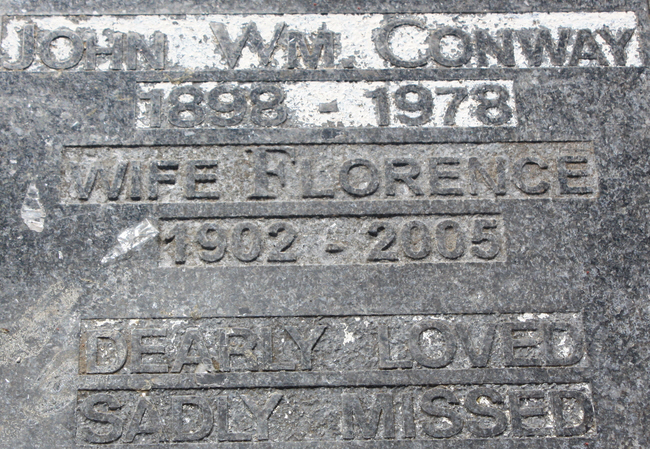 JOHN WM. CONWAY
1898 - 1978
WIFE FLORENCE
1902 - 2005
DEARLY LOVED
SADLY MISSED